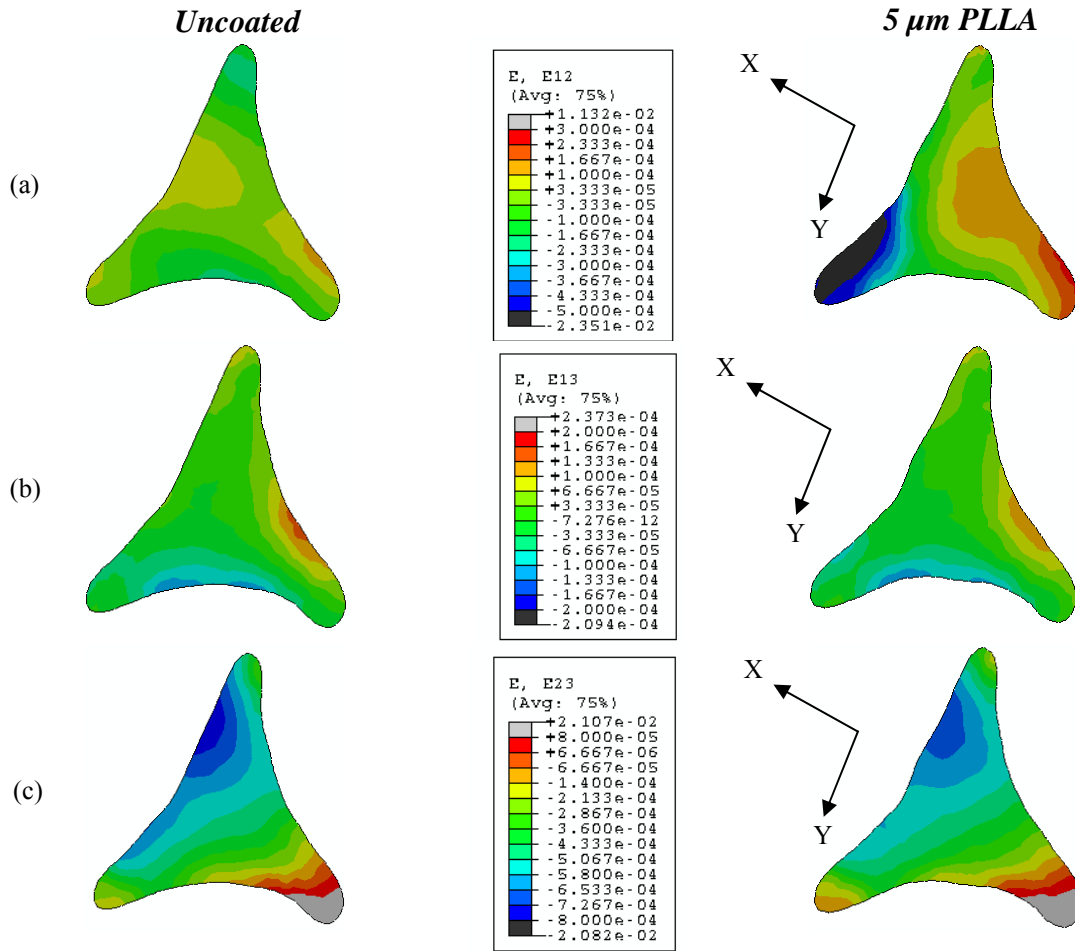 Uncoated
5 μm PLLA
(a)
E, E12
(Avg: 75%)
+1.132e-02
+3.000e-04
+2.333e-04
+1.667e-04
+1.000e-04
+3.333e-05
-3.333e-05
-1.000e-04
-1.667e-04
-2.333e-04
-3.000e-04
-3.667e-04
-4.333e-04
-5.000e-04
-2.351e-02
X
Y
(b)
E, E13
(Avg: 75%)
+2.373e-04
+2.000e-04
+1.667e-04
+1.333e-04
+1.000e-04
+6.667e-05
+3.333e-05
-7.276e-12
-3.333e-05
-6.667e-05
-1.000e-04
-1.333e-04
-1.667e-04
-2.000e-04
-2.094e-04
X
Y
(c)
E, E23
(Avg: 75%)
+2.107e-02
+8.000e-05
+6.667e-06
-6.667e-05
-1.400e-04
-2.133e-04
-2.867e-04
-3.600e-04
-4.333e-04
-5.067e-04
-5.800e-04
-6.533e-04
-7.267e-04
-8.000e-04
-2.082e-02
X
Y